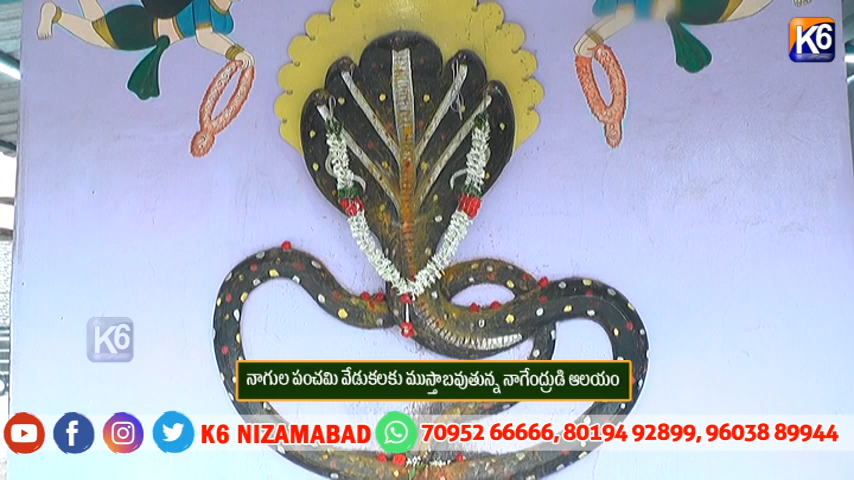 K6
K6
నాగుల పంచమి వేడుకలకు ముస్తాబవుతున్న నాగేంద్రుడి ఆలయం
K6 NIZAMABAD 70952 66666, 80194 92899, 96038 89944